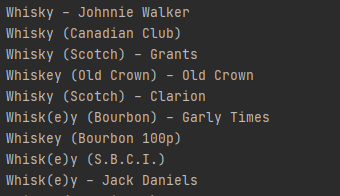 Whisky – Johnnie Walker
Whisky (Canadian Club)
Whisky (Scotch) – Grants
Whiskey (Old Crown) – Old Crown
Whisky (Scotch) – Clarion
Whisk(e)y (Bourbon) – Garly Times
Whiskey (Bourbon 100p)
Whisk(e)y (S.B.C.I.)
Whisk(e)y – Jack Daniels